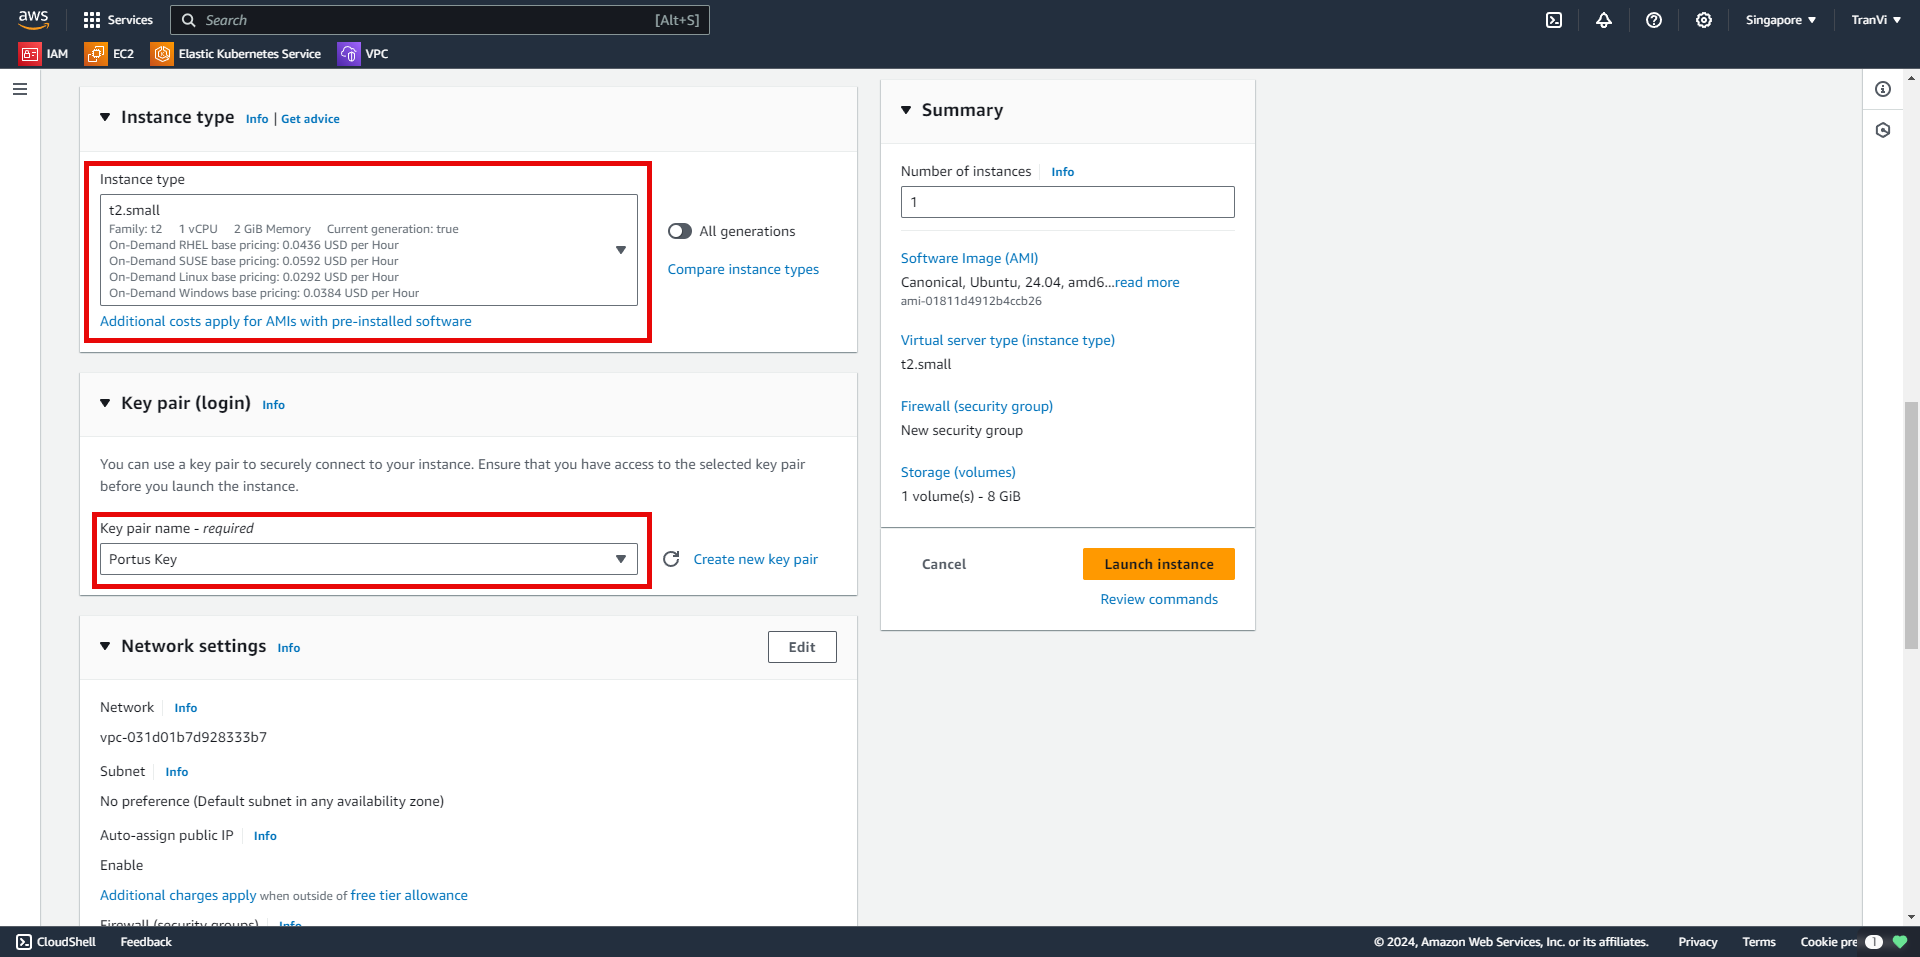 aws
Services
Search
[Alt+S]
Singapore
TranVi
IAM
EC2
Elastic Kubernetes Service
VPC
Instance type
Info | Get advice
Instance type
t2.small
Family: t2 1 vCPU 2 GiB Memory Current generation: true
On-Demand RHEL base pricing: 0.0436 USD per Hour
On-Demand SUSE base pricing: 0.0592 USD per Hour
On-Demand Linux base pricing: 0.0292 USD per Hour
On-Demand Windows base pricing: 0.0384 USD per Hour
Additional costs apply for AMIs with pre-installed software
All generations
Compare instance types
Key pair (login)
Info
You can use a key pair to securely connect to your instance. Ensure that you have access to the selected key pair
before you launch the instance.
Key pair name - required
Portus Key
Create new key pair
Network settings
Info
Edit
Network
Info
vpc-031d01b7d928333b7
Subnet
Info
No preference (Default subnet in any availability zone)
Auto-assign public IP
Info
Enable
Additional charges apply when outside of free tier allowance
Firewall (security groups)
Info
Summary
Number of instances
Info
1
Software Image (AMI)
Canonical, Ubuntu, 24.04, amd6...read more
ami-01811d4912b4ccb26
Virtual server type (instance type)
t2.small
Firewall (security group)
New security group
Storage (volumes)
1 volume(s) - 8 GiB
Cancel
Launch instance
Review commands
CloudShell
Feedback
© 2024, Amazon Web Services, Inc. or its affiliates.
Privacy
Terms
Cookie pre
1